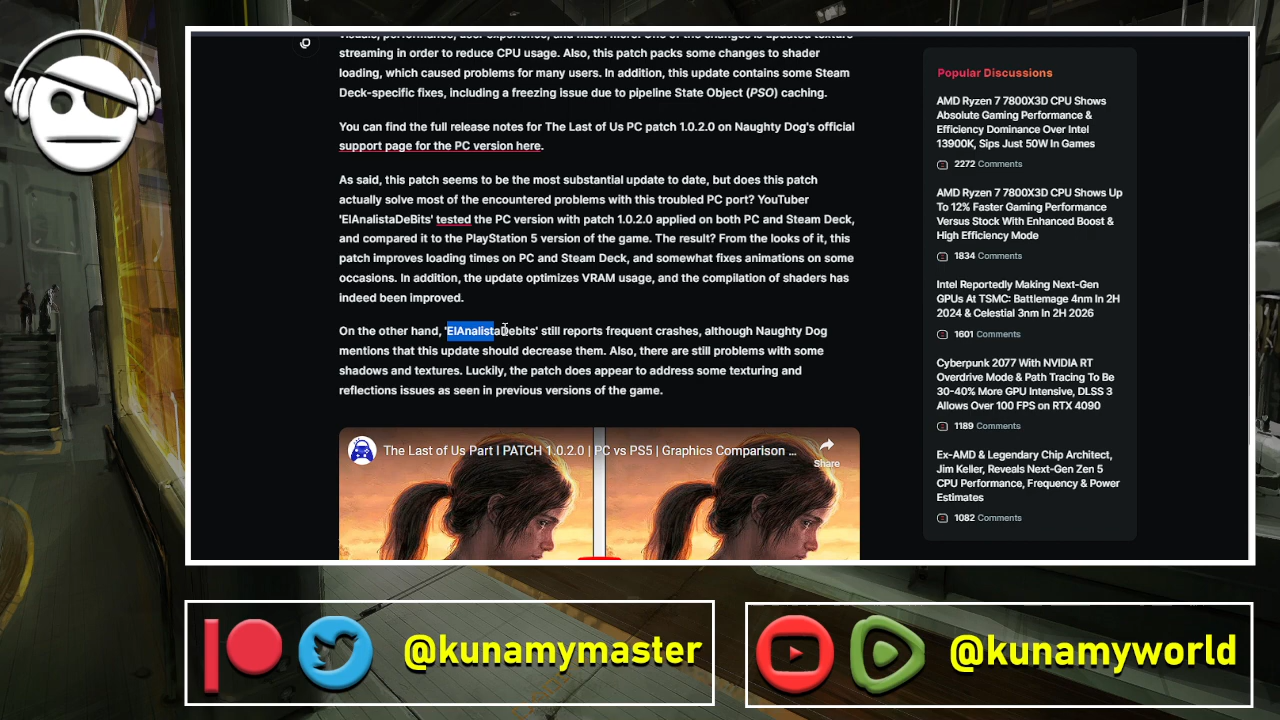 streaming in order to reduce CPU usage. Also, this patch packs some changes to shader
loading, which caused problems for many users. In addition, this update contains some Steam
Deck-specific fixes, including a freezing issue due to pipeline State Object (PSO) caching.
You can find the full release notes for The Last of Us PC patch 1.0.2.0 on Naughty Dog's official
support page for the PC version here.
As said, this patch seems to be the most substantial update to date, but does this patch
actually solve most of the encountered problems with this troubled PC port? YouTuber
'ElAnalistaDeBits' tested the PC version with patch 1.0.2.0 applied on both PC and Steam Deck,
and compared it to the PlayStation 5 version of the game. The result? From the looks of it, this
patch improves loading times on PC and Steam Deck, and somewhat fixes animations on some
occasions. In addition, the update optimizes VRAM usage, and the compilation of shaders has
indeed been improved.
On the other hand, 'ElAnalistaDebits' still reports frequent crashes, although Naughty Dog
mentions that this update should decrease them. Also, there are still problems with some
shadows and textures. Luckily, the patch does appear to address some texturing and
reflections issues as seen in previous versions of the game.
The Last of Us Part I PATCH 1.0.2.0 | PC vs PS5 | Graphics Comparison ...
Share
Popular Discussions
AMD Ryzen 7 7800X3D CPU Shows
Absolute Gaming Performance &
Efficiency Dominance Over Intel
13900K, Sips Just 50W In Games
2272 Comments
AMD Ryzen 7 7800X3D CPU Shows Up
To 12% Faster Gaming Performance
Versus Stock With Enhanced Boost &
High Efficiency Mode
1834 Comments
Intel Reportedly Making Next-Gen
GPUs At TSMC: Battlemage 4nm In 2H
2024 & Celestial 3nm In 2H 2026
1601 Comments
Cyberpunk 2077 With NVIDIA RT
Overdrive Mode & Path Tracing To Be
30-40% More GPU Intensive, DLSS 3
Allows Over 100 FPS on RTX 4090
1189 Comments
Ex-AMD & Legendary Chip Architect,
Jim Keller, Reveals Next-Gen Zen 5
CPU Performance, Frequency & Power
Estimates
1082 Comments
@kunamymaster
@kunamyworld